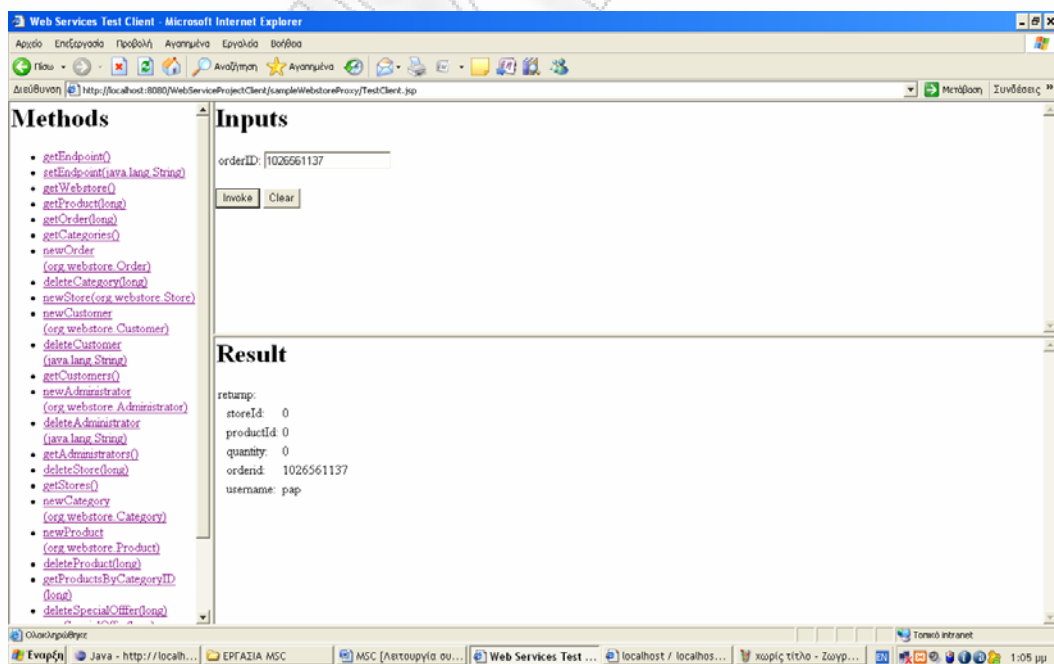 Web Services Test Client - Microsoft Internet Explorer
Αρχείο Επεξεργασία Προβολή Αγαπημένα Εργαλεία Βοήθεια
Πίσω Αναζήτηση Αγαπημένα
Διεύθυνση http://localhost:8080/WebServiceProjectClient/sampleWebstoreProxy/TestClient.jsp Μετάβαση Συνδέσεις »
Methods
getEndpoint()
setEndpoint(java.lang.String)
getWebstore()
getProduct(long)
getOrder(long)
getCategories()
newOrder
(org.webstore.Order)
deleteCategory(long)
newStore(org.webstore.Store)
newCustomer
(org.webstore.Customer)
deleteCustomer
(java.lang.String)
getCustomers()
newAdministrator
(org.webstore.Administrator)
deleteAdministrator
(java.lang.String)
getAdministrators()
deleteStore(long)
getStores()
newCategory
(org.webstore.Category)
newProduct
(org.webstore.Product)
deleteProduct(long)
getProductsByCategoryID
(long)
deleteSpecialOfffer(long)
Inputs
orderID: 1026561137
Invoke Clear
Result
returnp:
storeId: 0
productId: 0
quantity: 0
orderid: 1026561137
username: pap
Ολοκληρώθηκε Τοπικό intranet
Έναρξη Java - http://localh... ΕΡΓΑΣΙΑ MSC MSC [Λειτουργία συ... Web Services Test ... localhost / localhos... χωρίς τίτλο - Ζωγρ... EN 1:05 μμ